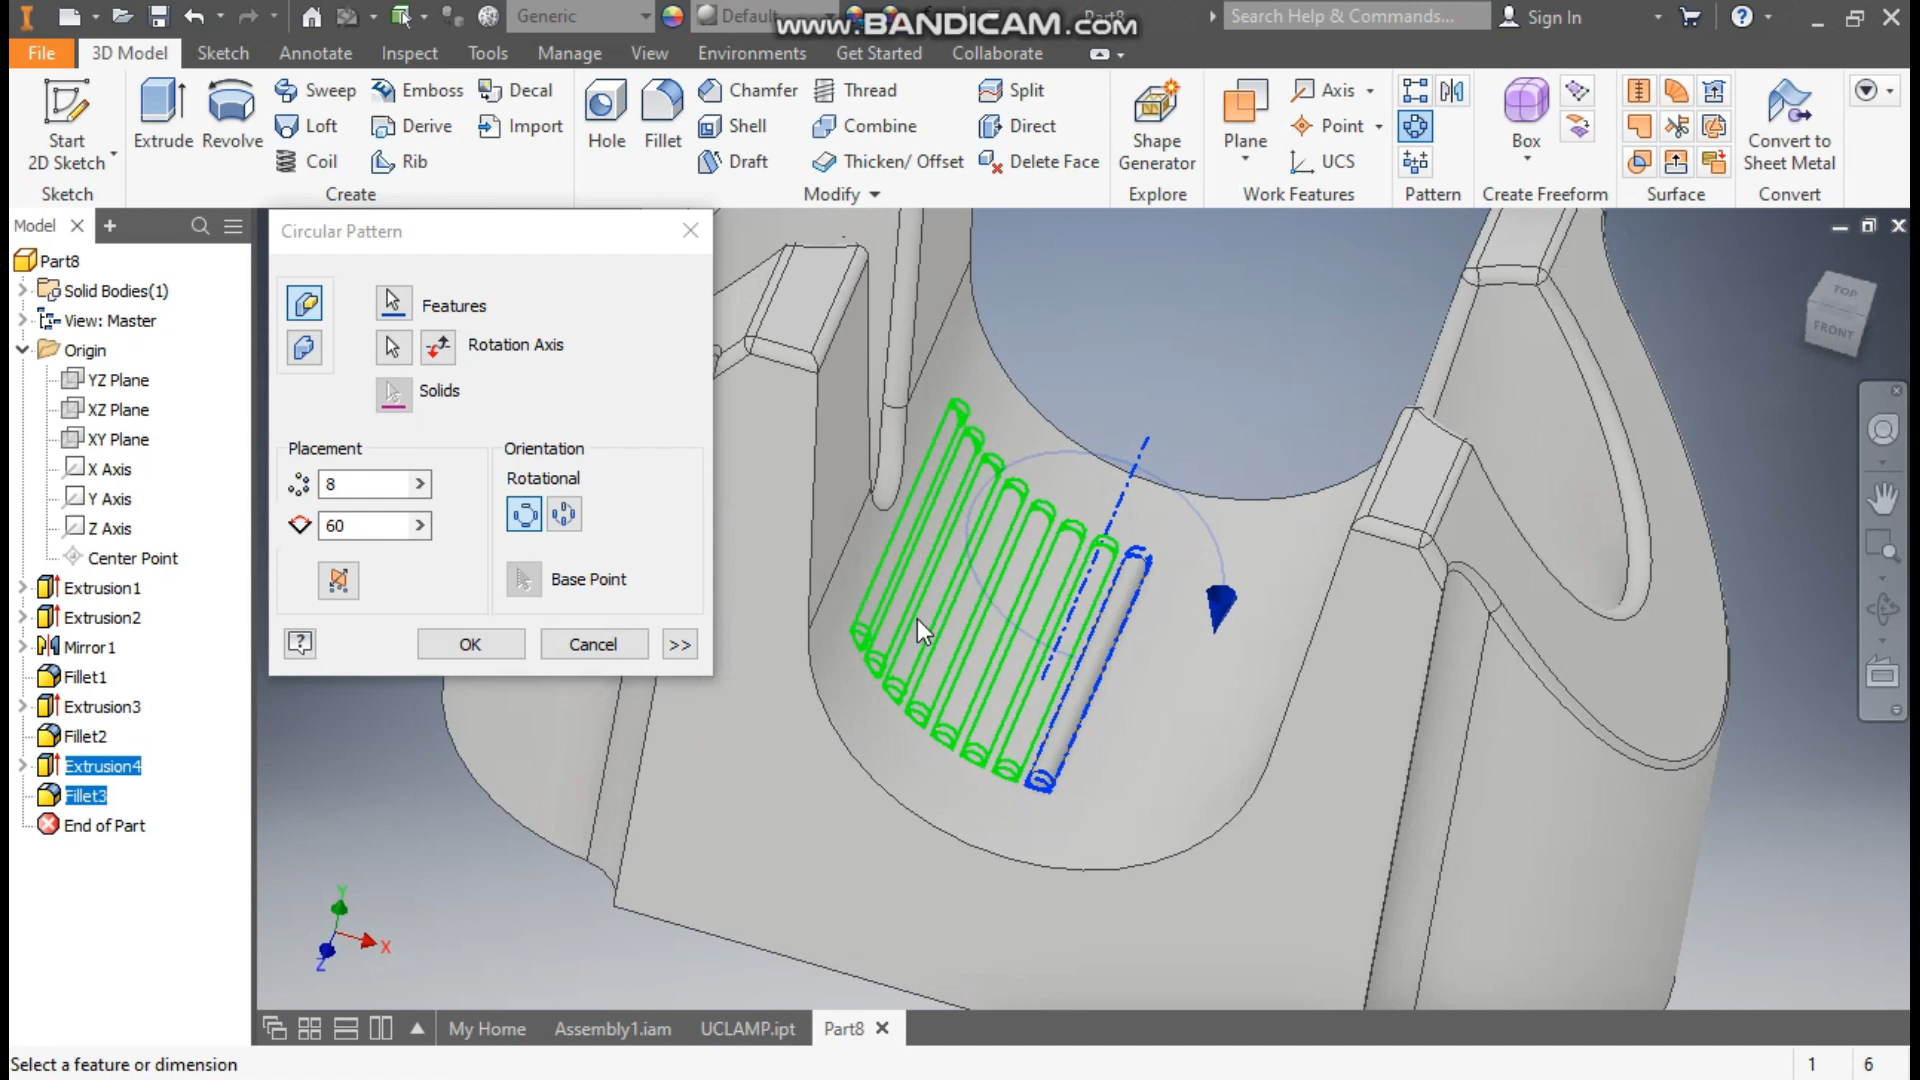 Generic
Default
www.BANDICAM.com
Search Help & Commands...
Sign In
File
3D Model
Sketch
Annotate
Inspect
Tools
Manage
View
Environments
Get Started
Collaborate
Start
2D Sketch
Extrude
Revolve
Sweep
Emboss
Decal
Loft
Derive
Import
Coil
Rib
Hole
Fillet
Chamfer
Thread
Split
Shell
Combine
Direct
Draft
Thicken/ Offset
Delete Face
Shape
Generator
Plane
Axis
Point
UCS
Box
Convert to
Sheet Metal
Sketch
Create
Modify
Explore
Work Features
Pattern
Create Freeform
Surface
Convert
Model
Part8
Solid Bodies(1)
View: Master
Origin
YZ Plane
XZ Plane
XY Plane
X Axis
Y Axis
Z Axis
Center Point
Extrusion1
Extrusion2
Mirror1
Fillet1
Extrusion3
Fillet2
Extrusion4
Fillet3
End of Part
Circular Pattern
Features
Rotation Axis
Solids
Placement
8
60
Orientation
Rotational
Base Point
OK
Cancel
>>
TOP
FRONT
Y
X
Z
My Home
Assembly1.iam
UCLAMP.ipt
Part8
Select a feature or dimension
1
6